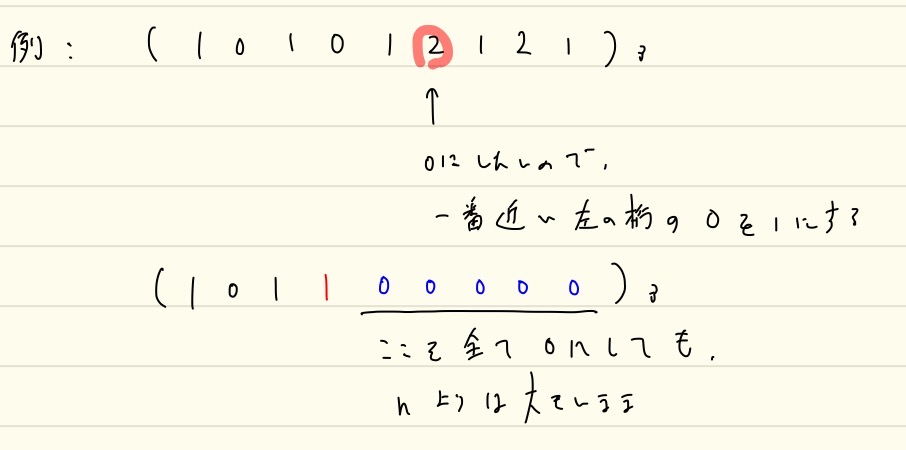 例: (1 0 1 0 1 2 1 2 1)₃
↑
0にしたいので、
一番近い左の桁の0を1にする
(1 0 1 1 0 0 0 0 0)₃
ここを全て0にしても、
nよりは大きいまま